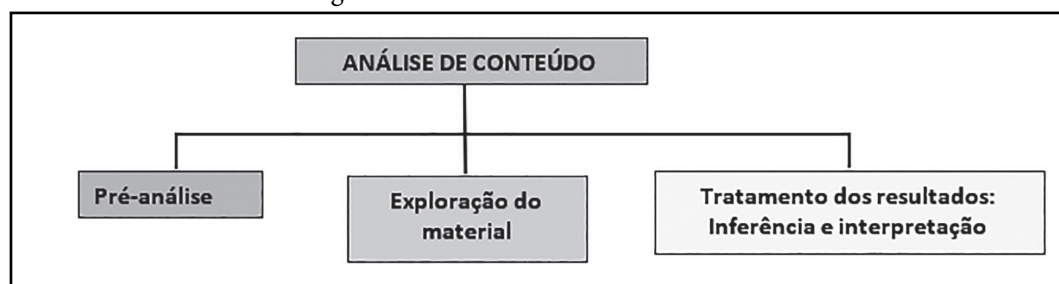 ANÁLISE DE CONTEÚDO
Pré-análise
Exploração do
material
Tratamento dos resultados:
Inferência e interpretação